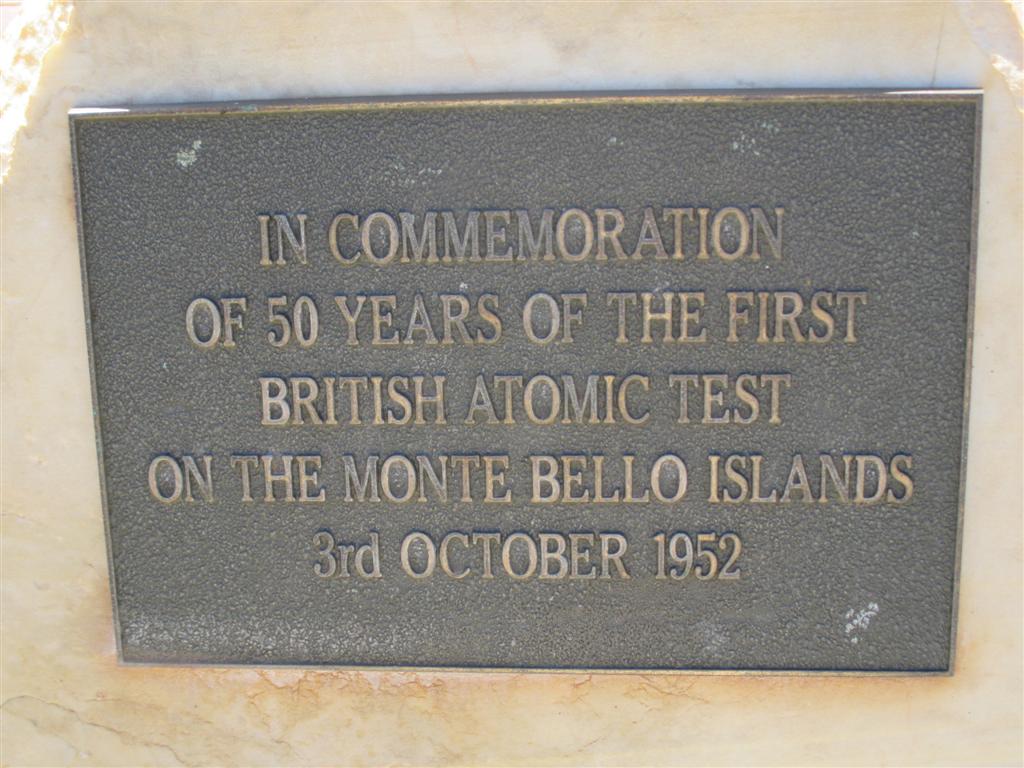 IN COMMEMORATION
OF 50 YEARS OF THE FIRST
BRITISH ATOMIC TEST
ON THE MONTE BELLO ISLANDS
3rd OCTOBER 1952